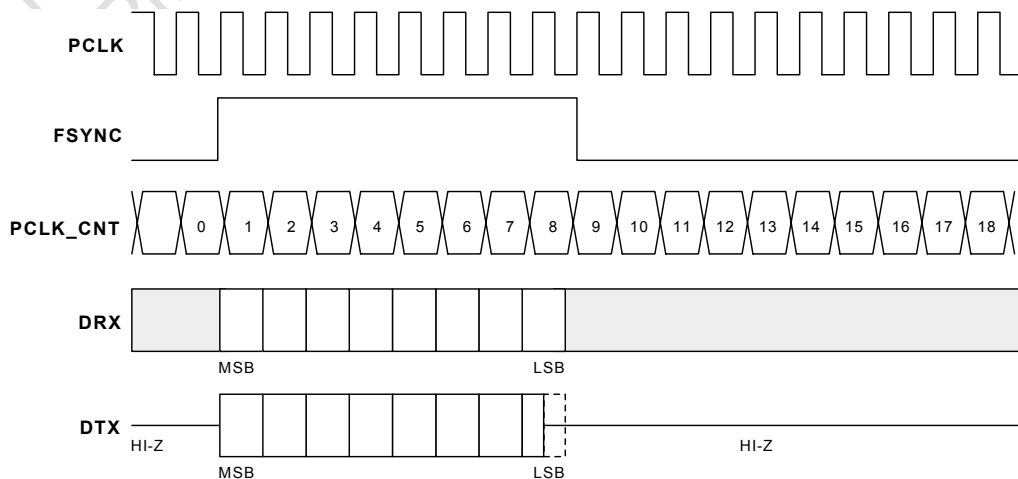 PCLK
FSYNC
PCLK_CNT 0 1 2 3 4 5 6 7 8 9 10 11 12 13 14 15 16 17 18
DRX
MSB LSB
DTX
HI-Z HI-Z
MSB LSB